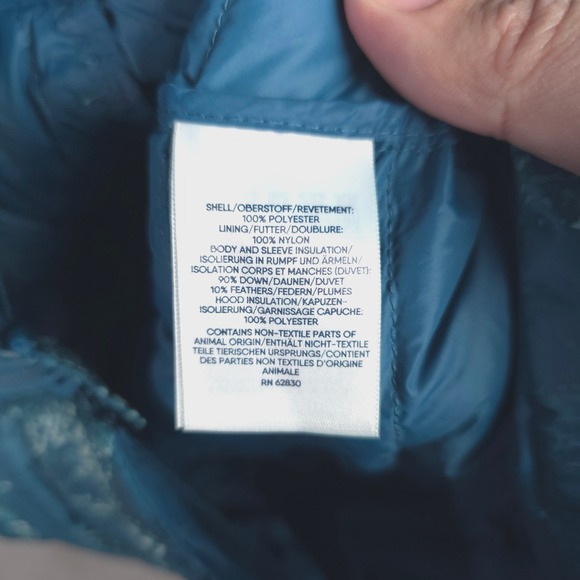 SHELL/OBERSTOFF/REVETEMENT:
100% POLYESTER
LINING/FUTTER/DOUBLURE:
100% NYLON
BODY AND SLEEVE INSULATION/
ISOLIERUNG IN RUMPF UND ÄRMELN/
ISOLATION CORPS ET MANCHES (DUVET):
90% DOWN/DAUNEN/DUVET
10% FEATHERS/FEDERN/PLUMES
HOOD INSULATION/KAPUZEN-
ISOLIERUNG/GARNISSAGE CAPUCHE:
100% POLYESTER
CONTAINS NON-TEXTILE PARTS OF
ANIMAL ORIGIN/ENTHÄLT NICHT-TEXTILE
TEILE TIERISCHEN URSPRUNGS/CONTIENT
DES PARTIES NON TEXTILES D'ORIGINE
ANIMALE
RN 62830